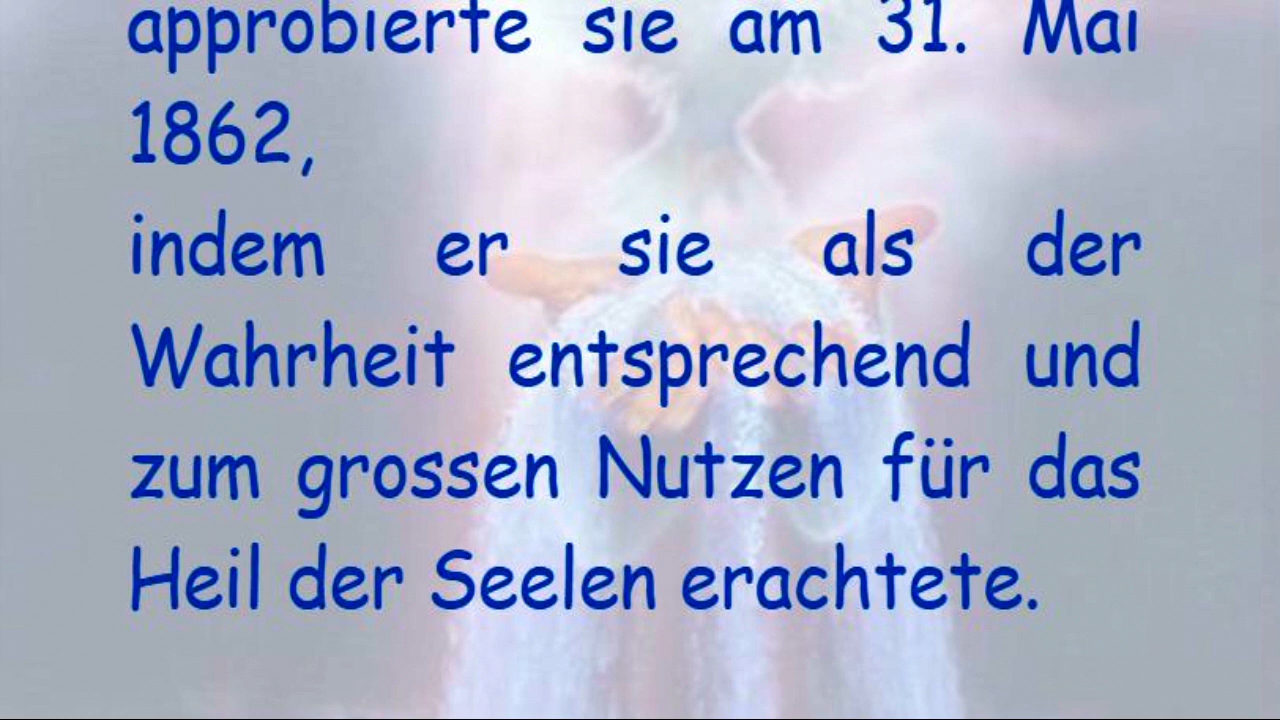 approbierte sie am 31. Mai
1862,
indem er sie als der
Wahrheit entsprechend und
zum grossen Nutzen für das
Heil der Seelen erachtete.